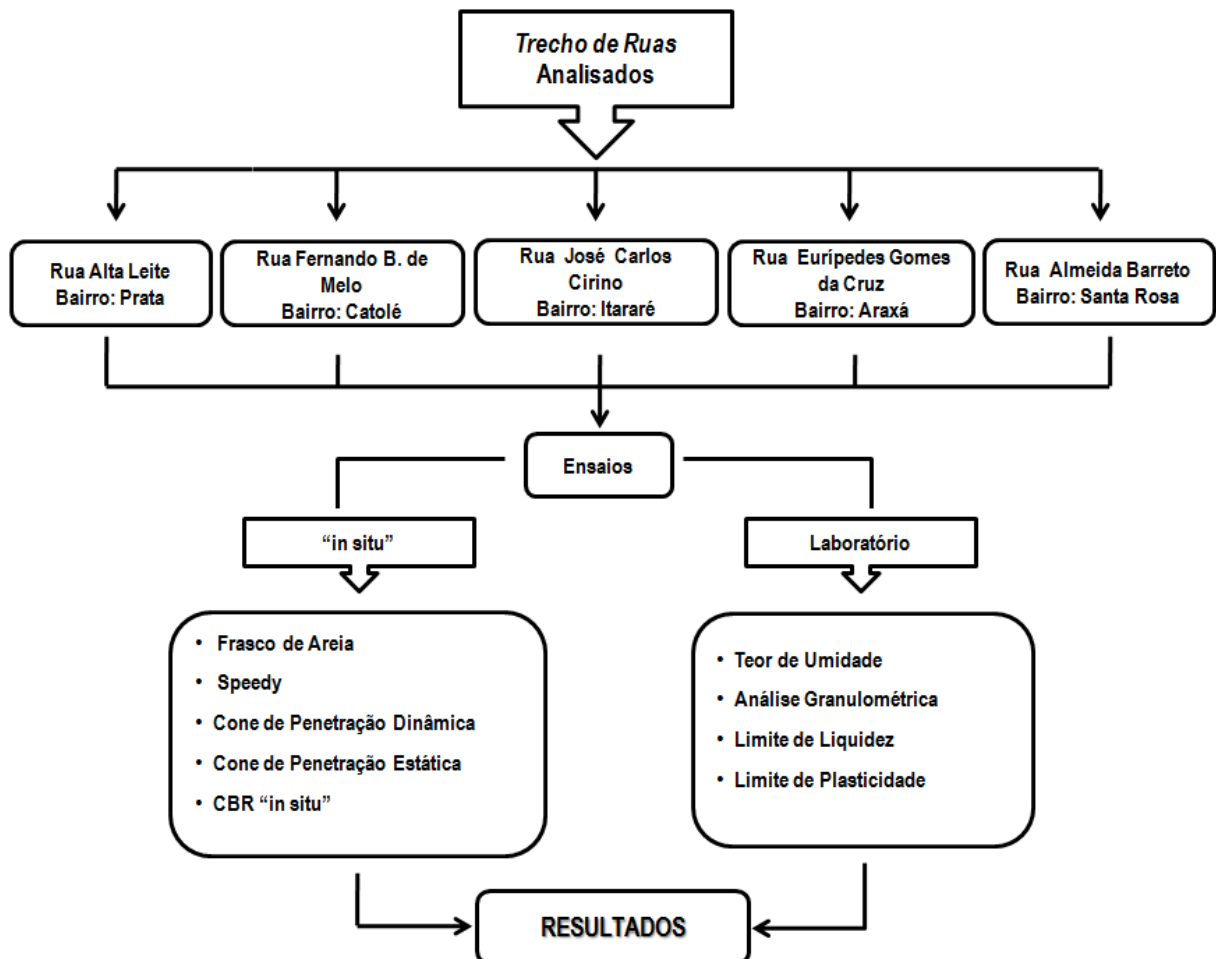 Trecho de Ruas
Analisados
Rua Alta Leite
Bairro: Prata
Rua Fernando B. de
Melo
Bairro: Catolé
Rua José Carlos
Cirino
Bairro: Itararé
Rua Eurípedes Gomes
da Cruz
Bairro: Araxá
Rua Almeida Barreto
Bairro: Santa Rosa
Ensaios
“in situ”
Laboratório
• Frasco de Areia
• Speedy
• Cone de Penetração Dinâmica
• Cone de Penetração Estática
• CBR “in situ”
• Teor de Umidade
• Análise Granulométrica
• Limite de Liquidez
• Limite de Plasticidade
RESULTADOS